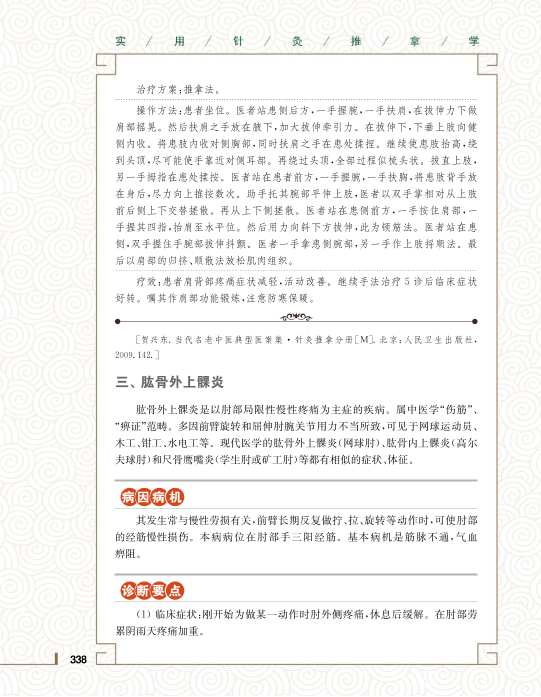 实 / 用 / 针 / 灸 / 推 / 拿 / 学
治疗方案:推拿法。
操作方法:患者坐位。医者站患侧后方,一手握腕,一手扶肩,在拔伸力下做
肩部摇晃。然后扶肩之手放在腋下,加大拔伸牵引力。在拔伸下,下垂上肢向健
侧内收。将患肢内收对侧胸部,同时扶肩之手在患处揉捏。继续使患肢抬高,绕
到头顶,尽可能使手靠近对侧耳部。再绕过头顶,全部过程似梳头状。拔直上肢,
另一手拇指在患处揉按。医者站在患者前方,一手握腕,一手扶胸,将患肢背手放
在身后,尽力向上推按数次。助手托其腕部平伸上肢,医者以双手掌相对从上肢
前后侧上下交替搓散。再从上下侧搓散。医者站在患侧前方,一手按住肩部,一
手握其四指,抬肩至水平位。然后用力向斜下方拔伸,此为顿筋法。医者站在患
侧,双手握住手腕部拔伸抖颤。医者一手拿患侧腕部,另一手作上肢捋顺法。最
后以肩部的归挤、顺散法放松肌肉组织。
疗效:患者肩背部疼痛症状减轻,活动改善。继续手法治疗 5 诊后临床症状
好转。嘱其作肩部功能锻炼,注意防寒保暖。
[贺兴东. 当代名老中医典型医案集·针灸推拿分册[M]. 北京:人民卫生出版社,
2009.142.]
三、肱骨外上髁炎
肱骨外上髁炎是以肘部局限性慢性疼痛为主症的疾病。属中医学“伤筋”、
“痹证”范畴。多因前臂旋转和屈伸肘腕关节用力不当所致,可见于网球运动员、
木工、钳工、水电工等。现代医学的肱骨外上髁炎(网球肘)、肱骨内上髁炎(高尔
夫球肘)和尺骨鹰嘴炎(学生肘或矿工肘)等都有相似的症状、体征。
病因病机
其发生常与慢性劳损有关,前臂长期反复做拧、拉、旋转等动作时,可使肘部
的经筋慢性损伤。本病病位在肘部手三阳经筋。基本病机是筋脉不通,气血
痹阻。
诊断要点
(1) 临床症状:刚开始为做某一动作时肘外侧疼痛,休息后缓解。在肘部劳
累阴雨天疼痛加重。
338